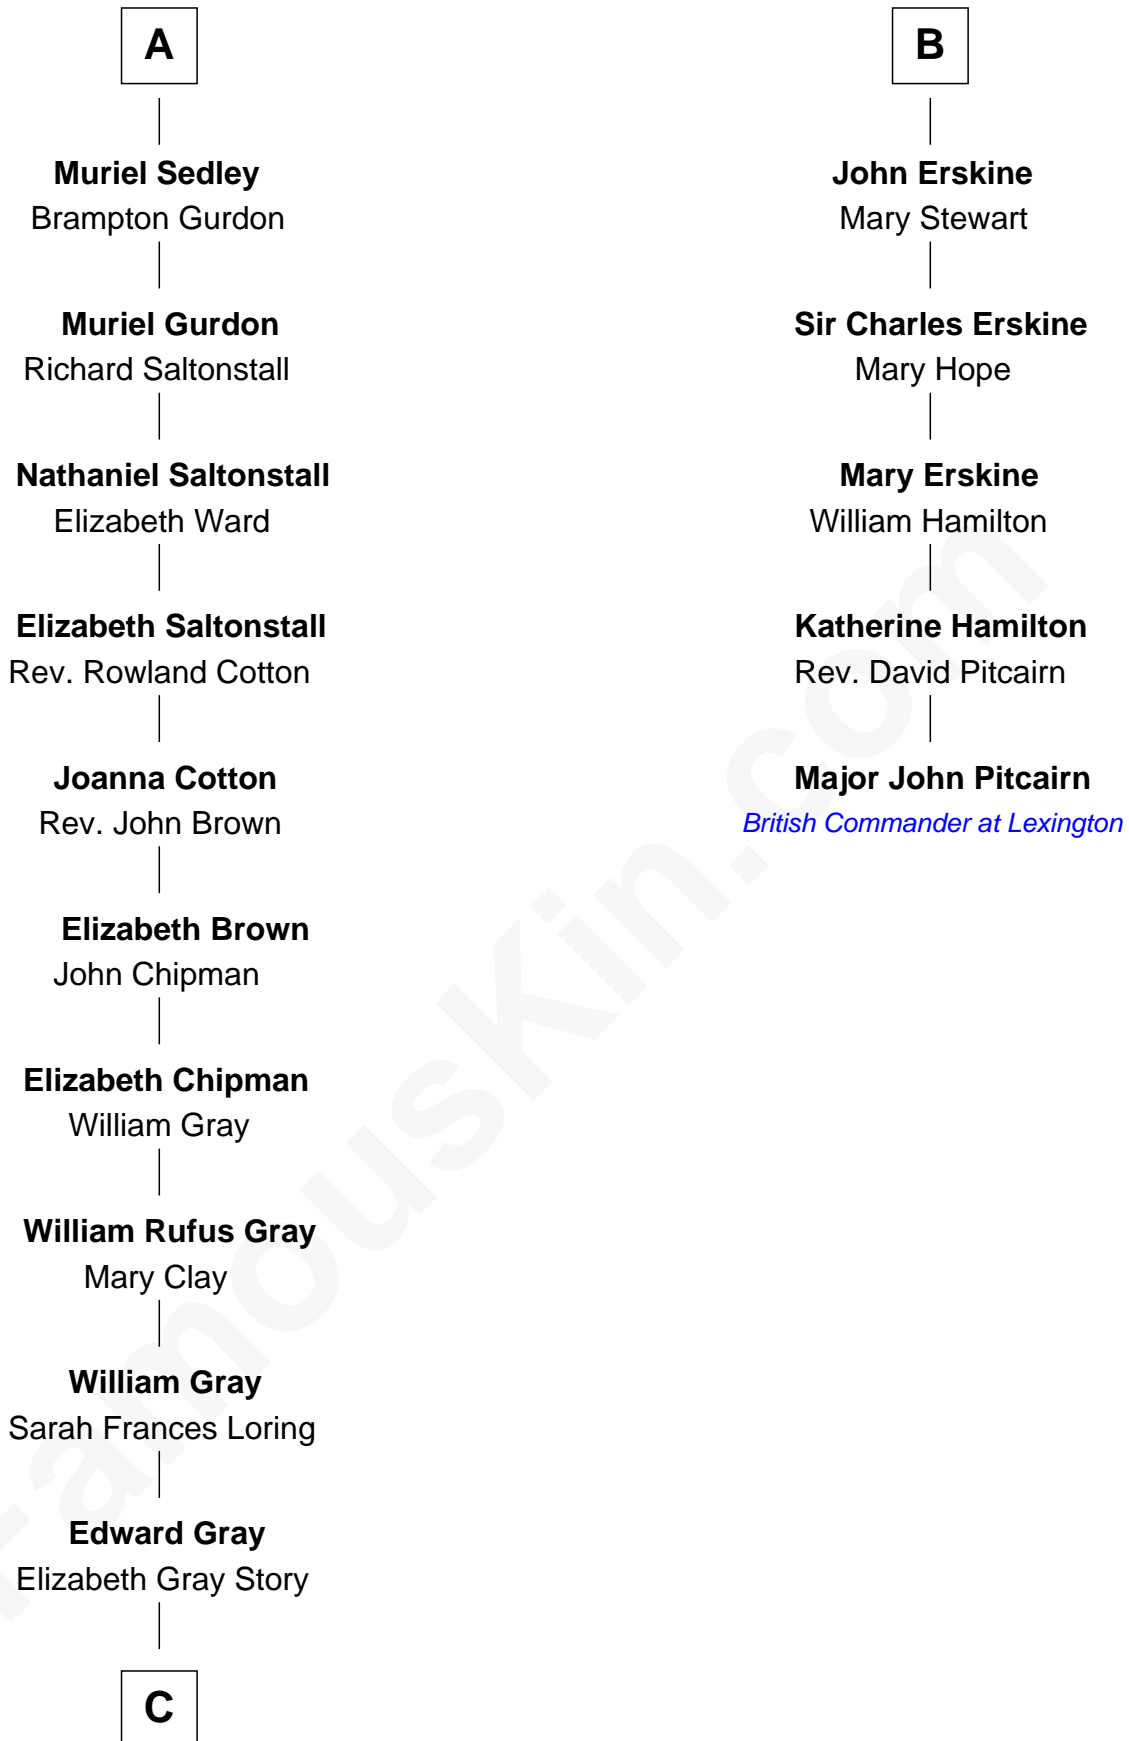 A
Muriel Sedley
Brampton Gurdon
Muriel Gurdon
Richard Saltonstall
Nathaniel Saltonstall
Elizabeth Ward
Elizabeth Saltonstall
Rev. Rowland Cotton
Joanna Cotton
Rev. John Brown
Elizabeth Brown
John Chipman
Elizabeth Chipman
William Gray
William Rufus Gray
Mary Clay
William Gray
Sarah Frances Loring
Edward Gray
Elizabeth Gray Story
C
B
John Erskine
Mary Stewart
Sir Charles Erskine
Mary Hope
Mary Erskine
William Hamilton
Katherine Hamilton
Rev. David Pitcairn
Major John Pitcairn
British Commander at Lexington
FamousKin.com